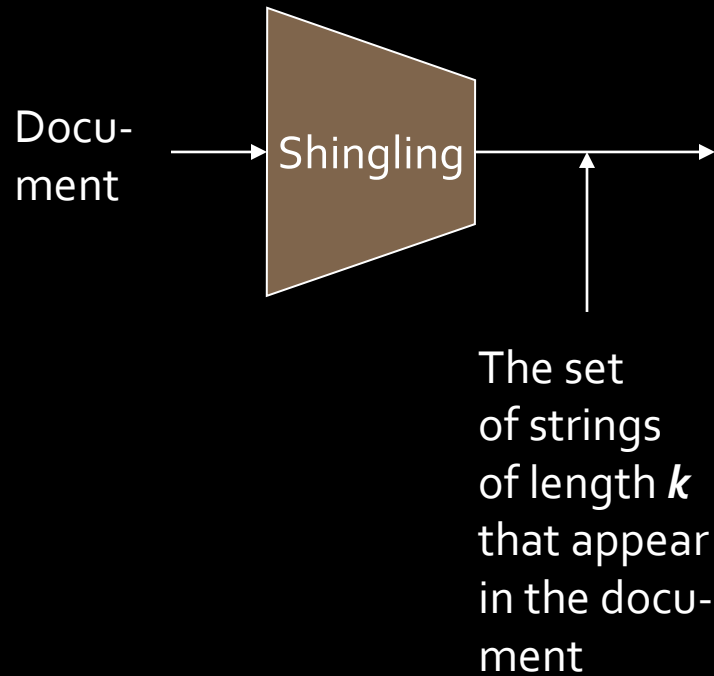 Docu-
ment
Shingling
The set
of strings
of length k
that appear
in the docu-
ment